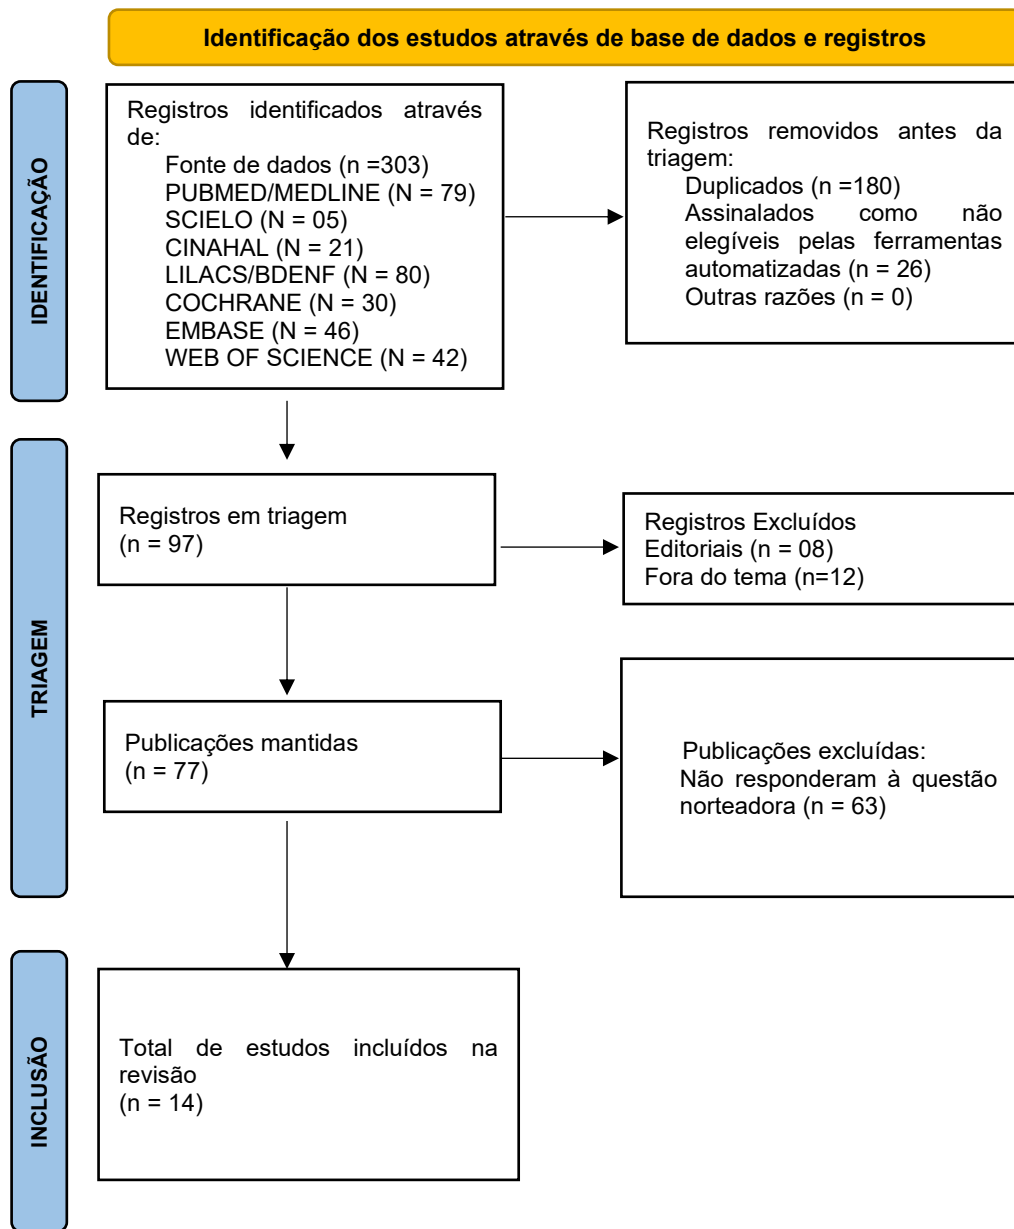 Identificação dos estudos através de base de dados e registros
IDENTIFICAÇÃO
Registros identificados através
de:
Fonte de dados (n =303)
PUBMED/MEDLINE (N = 79)
SCIELO (N = 05)
CINAHAL (N = 21)
LILACS/BDENF (N = 80)
COCHRANE (N = 30)
EMBASE (N = 46)
WEB OF SCIENCE (N = 42)
Registros removidos antes da
triagem:
Duplicados (n =180)
Assinalados como não
elegíveis pelas ferramentas
automatizadas (n = 26)
Outras razões (n = 0)
TRIAGEM
Registros em triagem
(n = 97)
Registros Excluídos
Editoriais (n = 08)
Fora do tema (n=12)
Publicações mantidas
(n = 77)
Publicações excluídas:
Não responderam à questão
norteadora (n = 63)
INCLUSÃO
Total de estudos incluídos na
revisão
(n = 14)